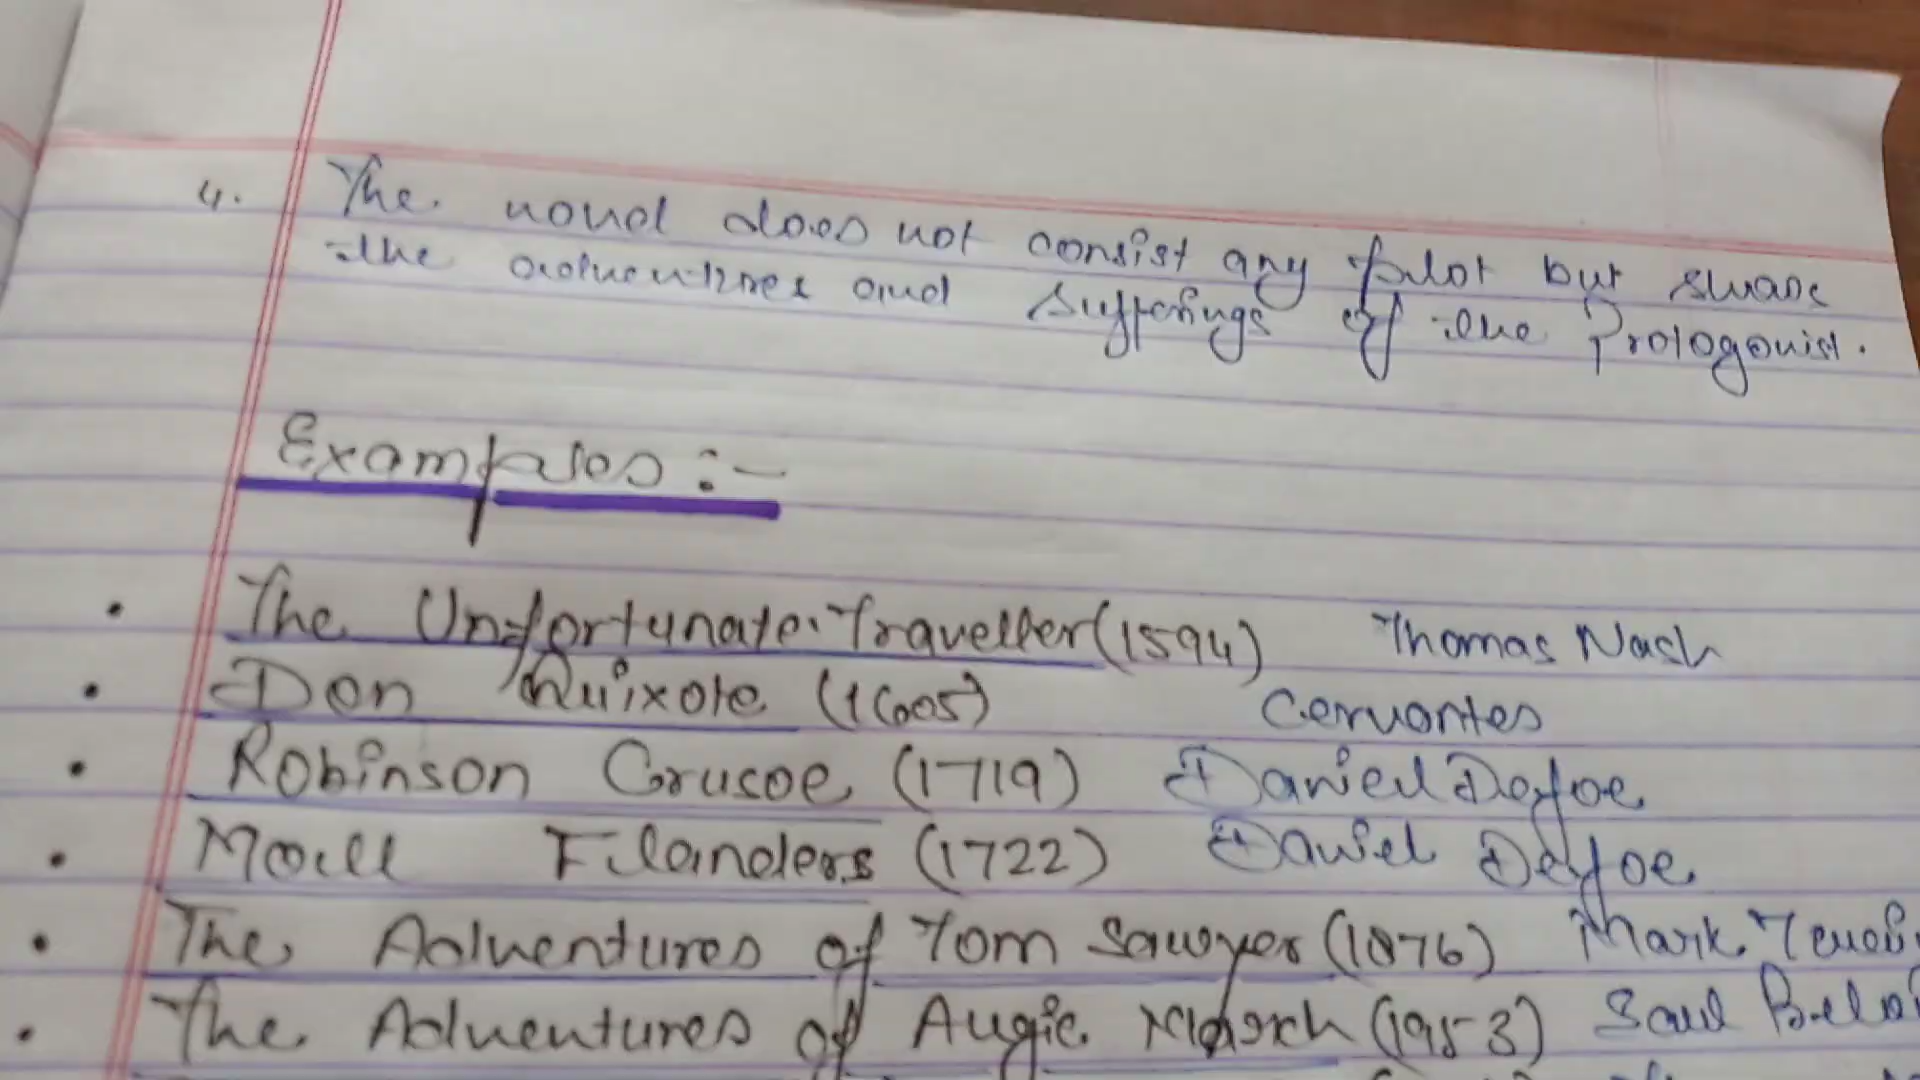 4. The novel does not consist any plot but share
the adventures and sufferings of the Protogonist.
Examples :-
• The Unfortunate Traveller (1594) Thomas Nash
• Don Quixote (1605) Cervantes
• Robinson Crusoe (1719) Daniel Defoe
• Moll Flanders (1722) Daniel Defoe
• The Adventures of Tom Sawyer (1876) Mark
• The Adventures of Augie March (1953) Saul